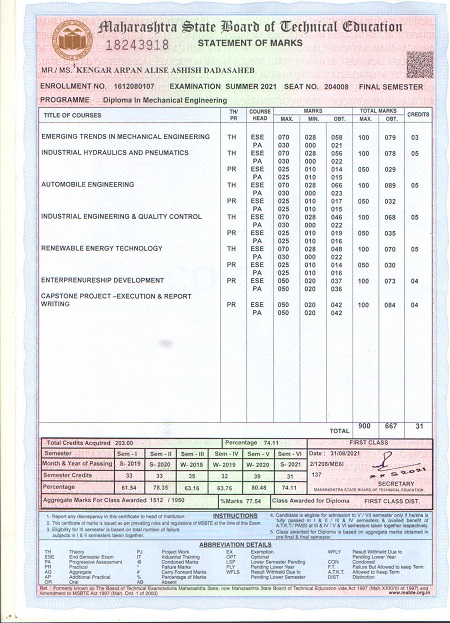 Maharashtra State Board of Technical Education
18243918
STATEMENT OF MARKS
MR / MS. KENGAR ARPAN ALISE ASHISH DADASAHEB
ENROLLMENT NO. 1612080107 EXAMINATION SUMMER 2021 SEAT NO. 204008 FINAL SEMESTER
PROGRAMME Diploma In Mechanical Engineering
TITLE OF COURSES TH/ PR COURSE HEAD MARKS TOTAL MARKS CREDITS
MAX. MIN. OBT. MAX. OBT.
EMERGING TRENDS IN MECHANICAL ENGINEERING TH ESE 070 028 058 100 079 03
PA 030 000 021
INDUSTRIAL HYDRAULICS AND PNEUMATICS TH ESE 070 028 056 100 078 05
PA 030 000 022
PR ESE 025 010 014 050 029
PA 025 010 015
AUTOMOBILE ENGINEERING TH ESE 070 028 066 100 089 05
PA 030 000 023
PR ESE 025 010 017 050 032
PA 025 010 015
INDUSTRIAL ENGINEERING & QUALITY CONTROL TH ESE 070 028 046 100 068 05
PA 030 000 022
PR ESE 025 010 019 050 035
PA 025 010 016
RENEWABLE ENERGY TECHNOLOGY TH ESE 070 028 048 100 070 05
PA 030 000 022
PR ESE 025 010 014 050 030
PA 025 010 016
ENTERPRENEURSHIP DEVELOPMENT PR ESE 050 020 037 100 073 04
PA 050 020 036
CAPSTONE PROJECT –EXECUTION & REPORT
WRITING PR ESE 050 020 042 100 084 04
PA 050 020 042
TOTAL 900 667 31
Total Credits Acquired 203.00 Percentage 74.11 FIRST CLASS
Semester Sem - I Sem - II Sem - III Sem - IV Sem - V Sem - VI Date : 31/08/2021
Month & Year of Passing S- 2019 S- 2020 W- 2019 W- 2020 W- 2020 S- 2021 2/1208/ME6I
Semester Credits 33 33 35 32 39 31 137
Percentage 61.54 78.35 63.16 63.75 80.48 74.11
SECRETARY
MAHARASHTRA STATE BOARD OF TECHNICAL EDUCATION.
Aggregate Marks For Class Awarded 1512 / 1950 %Marks 77.54 Class Awarded for Diploma FIRST CLASS DIST.
INSTRUCTIONS
1. Report any discrepancy in this certificate to head of Institution.
2. This certificate of marks is as per prevailing rules and regulations of MSBTE at the time of this Exam.
3. Eligibility for III semester is based on total number of failure
subjects in I & II semesters taken together.
4. Candidate is eligible for admission to V / VII semester only if he/she is
fully passed in I & II / III & IV semesters & availed benefit of
A.T.K.T. / PASS at III & IV / V & VI semesters taken together respectively.
5. Class awarded for Diploma is based on aggregate marks obtained in
pre-final & final semester.
ABBREVIATION DETAILS
TH Theory PJ Project Work EX Exemption WFLY Result Withheld Due to
ESE End Semester Exam IT Industrial Training OPT Optional Pending Lower Year
PA Progressive Assessment @ Condoned Marks LSP Lower Semester Pending CON Condoned
PR Practical * Failure Marks PLY Pending Lower Year F.T. Failure But Allowed to Keep Term
AG Aggregate # Carry Forward Marks WFLS Result Withheld Due to A.T.K.T. Allowed to Keep Term
AP Additional Practical % Percentage of Marks Pending Lower Semester DIST Distinction
OR Oral AB Absent
Ref. : Formerly known as The Board of Technical Examinations Maharashtra State, now Maharashtra State Board of Technical Education vide Act 1997 (Mah.XXXVIII of 1997) and
Amendment to MSBTE Act 1997 (Mah. Ord. 1 of 2003) www.msbte.org.in